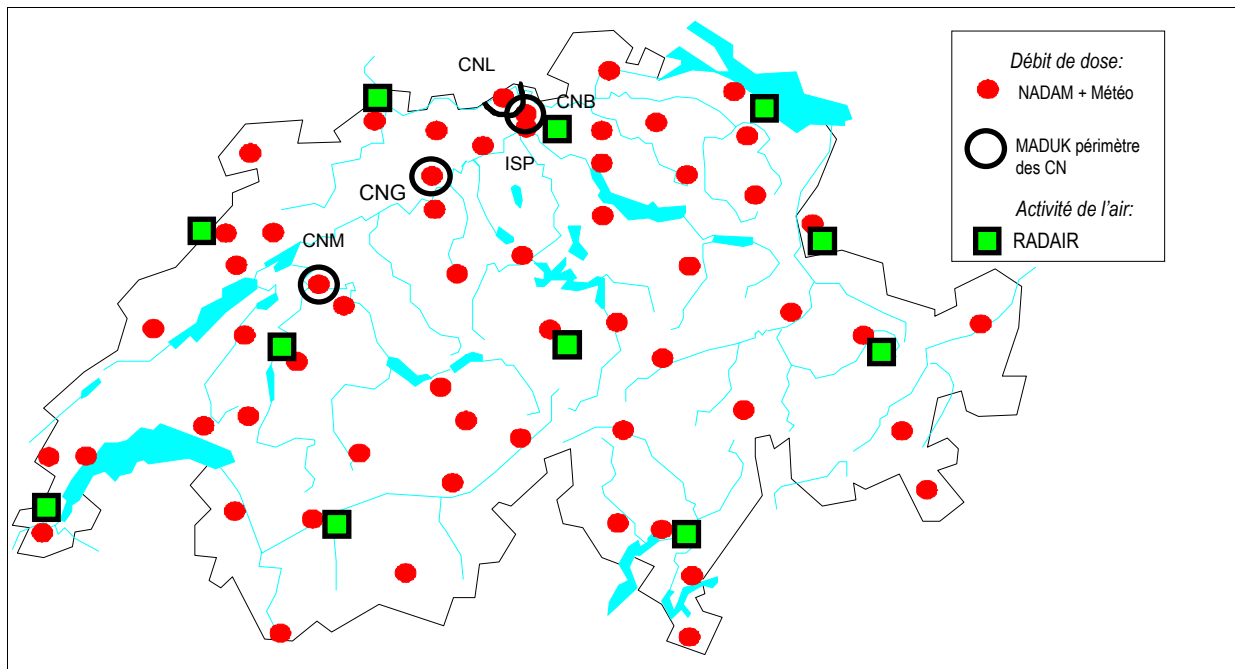 CNL
CNB
ISP
CNG
CNM
Débit de dose:
NADAM + Météo
MADUK périmètre
des CN
Activité de l'air:
RADAIR